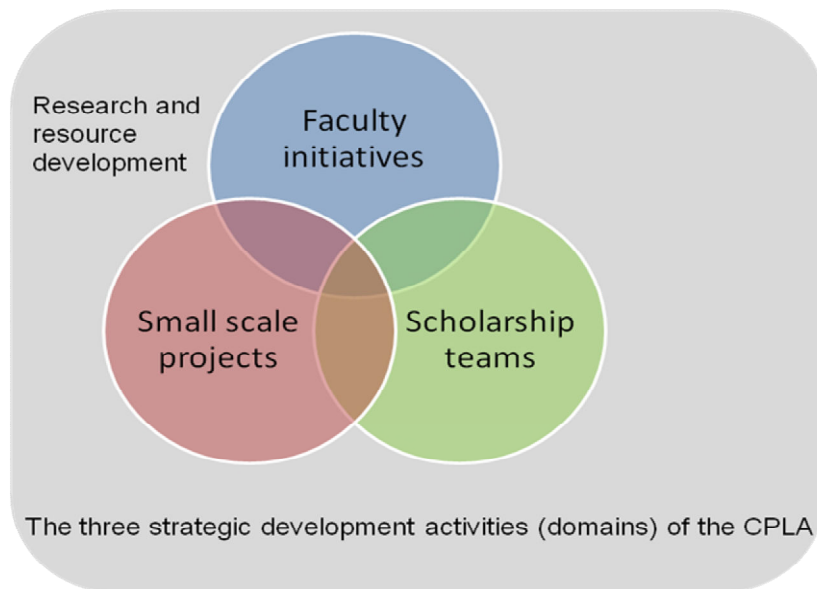 Research and
resource
development
Faculty
initiatives
Small scale
projects
Scholarship
teams
The three strategic development activities (domains) of the CPLA